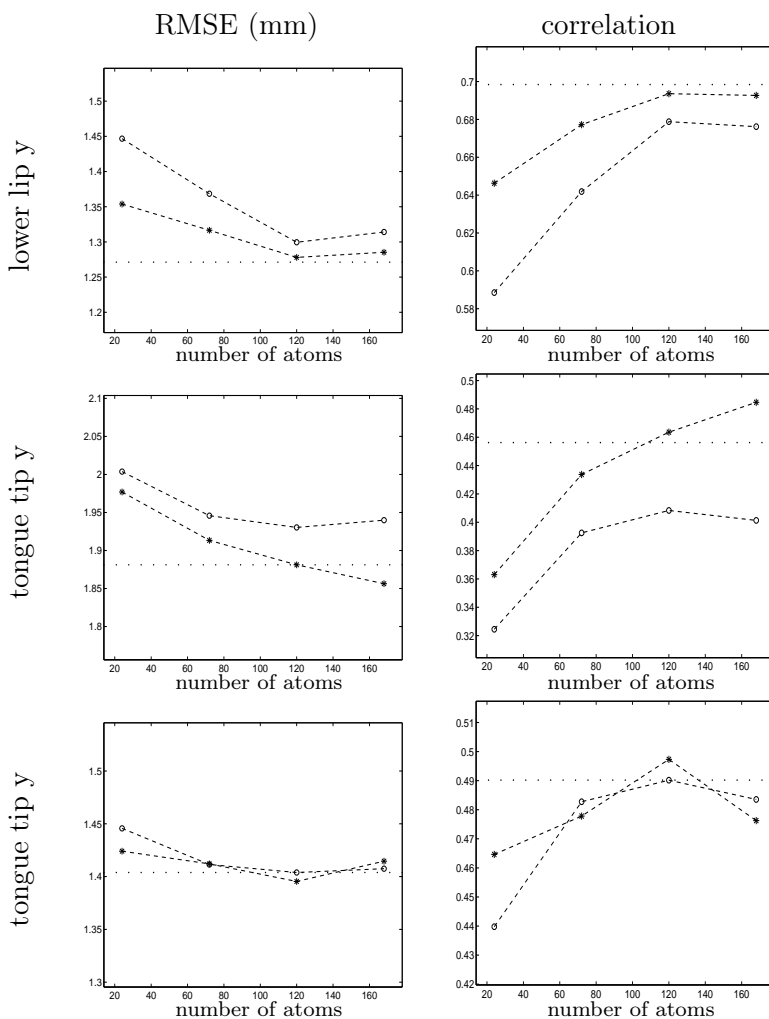 RMSE (mm)
correlation
lower lip y
1.5
1.45
1.4
1.35
1.3
1.25
1.2
20 40 60 80 100 120 140 160
number of atoms
0.7
0.68
0.66
0.64
0.62
0.6
0.58
20 40 60 80 100 120 140 160
number of atoms
tongue tip y
2.1
2.05
2
1.95
1.9
1.85
1.8
20 40 60 80 100 120 140 160
number of atoms
0.5
0.48
0.46
0.44
0.42
0.4
0.38
0.36
0.34
0.32
20 40 60 80 100 120 140 160
number of atoms
tongue tip y
1.5
1.45
1.4
1.35
1.3
20 40 60 80 100 120 140 160
number of atoms
0.51
0.5
0.49
0.48
0.47
0.46
0.45
0.44
0.43
0.42
20 40 60 80 100 120 140 160
number of atoms